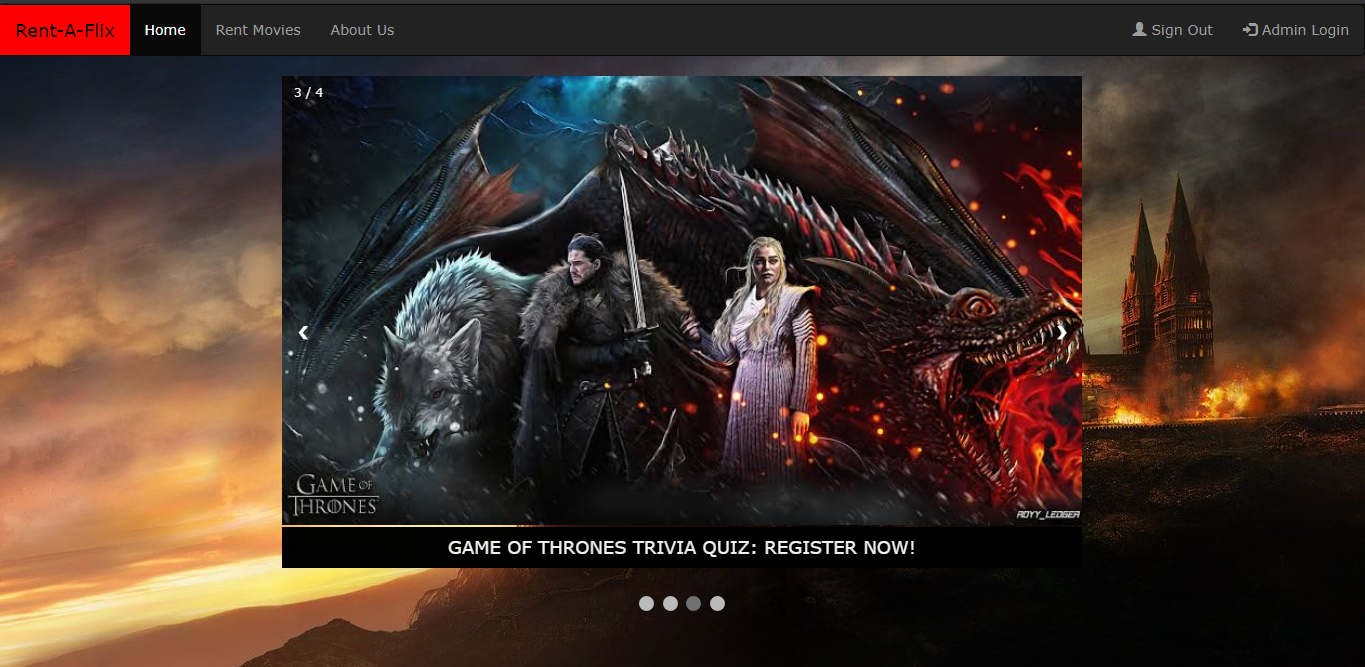 Rent-A-Flix
Home
Rent Movies
About Us
Sign Out
Admin Login
3 / 4
GAME OF
THRONES
ROYY_LEDGER
GAME OF THRONES TRIVIA QUIZ: REGISTER NOW!